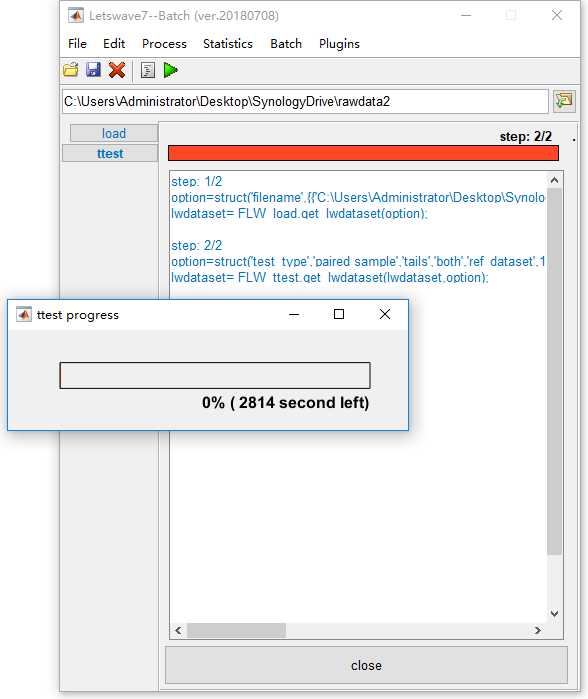 Letswave7--Batch (ver.20180708)
File Edit Process Statistics Batch Plugins
C:\Users\Administrator\Desktop\SynologyDrive\rawdata2
load
step: 2/2
ttest
step: 1/2
option=struct('filename',{{'C:\Users\Administrator\Desktop\Synolo
lwdataset= FLW_load.get_lwdataset(option);
step: 2/2
option=struct('test_type','paired sample','tails','both','ref_dataset',1
lwdataset= FLW_ttest.get_lwdataset(lwdataset,option);
ttest progress
0% ( 2814 second left)
close